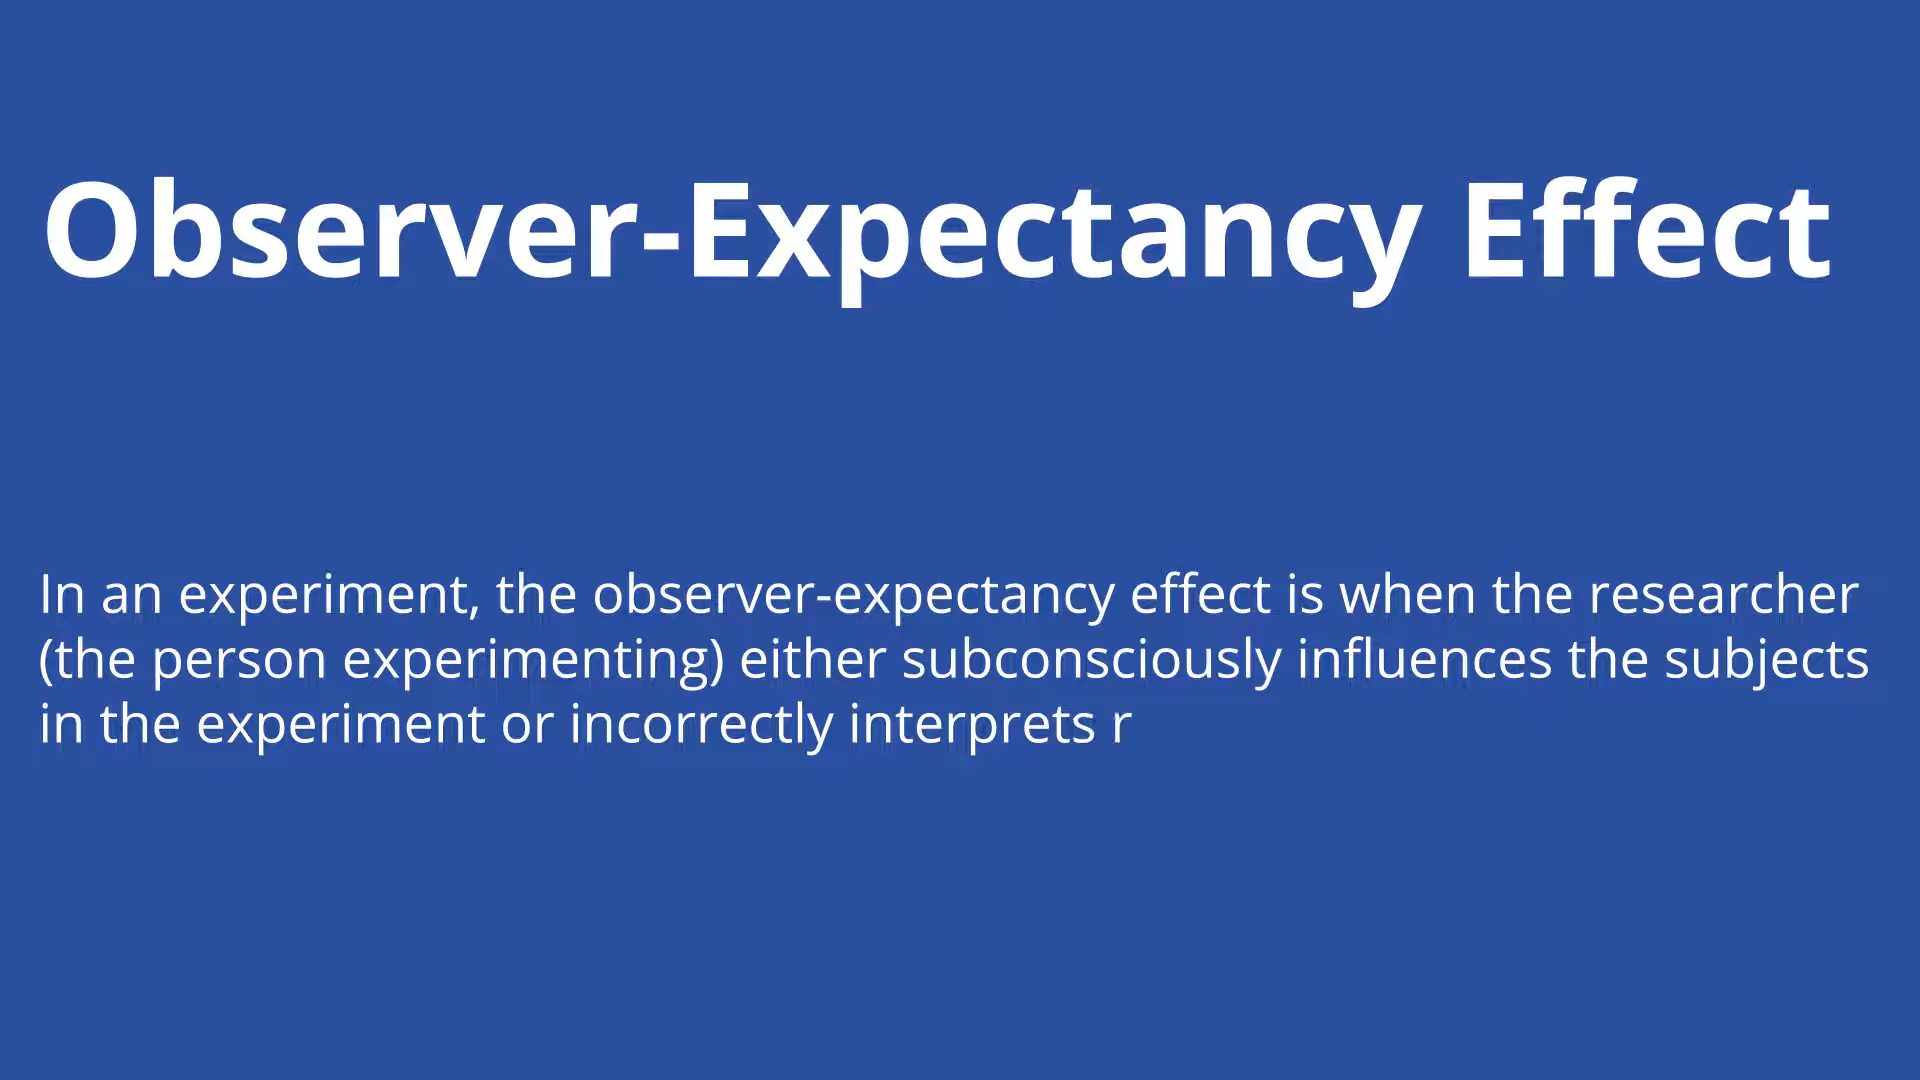 Observer-Expectancy Effect
In an experiment, the observer-expectancy effect is when the researcher
(the person experimenting) either subconsciously influences the subjects
in the experiment or incorrectly interprets r